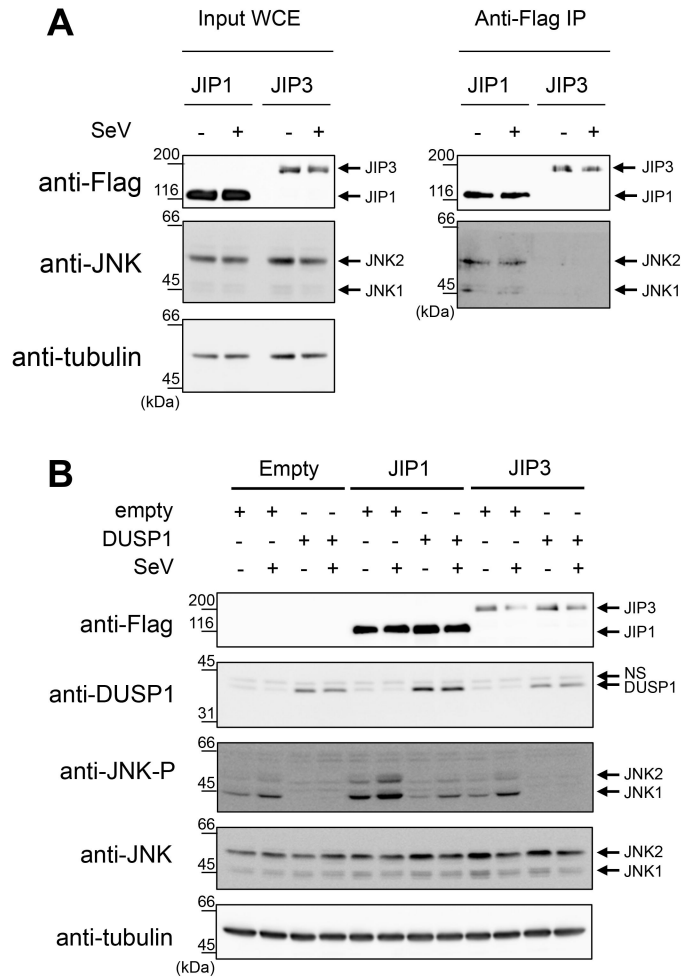 A
Input WCE Anti-Flag IP
JIP1 JIP3 JIP1 JIP3
SeV - + - + - + - +
anti-Flag 200 116 JIP3 JIP1 200 116 JIP3 JIP1
anti-JNK 66 45 JNK2 JNK1 66 45 (kDa) JNK2 JNK1
anti-tubulin 66 45 (kDa)
B
Empty JIP1 JIP3
empty + + - - + + - - + + - -
DUSP1 - - + + - - + + - - + +
SeV - + - + - + - + - + - +
anti-Flag 200 116 JIP3 JIP1
anti-DUSP1 45 31 NS DUSP1
anti-JNK-P 66 45 JNK2 JNK1
anti-JNK 66 45 JNK2 JNK1
anti-tubulin 66 45 (kDa)